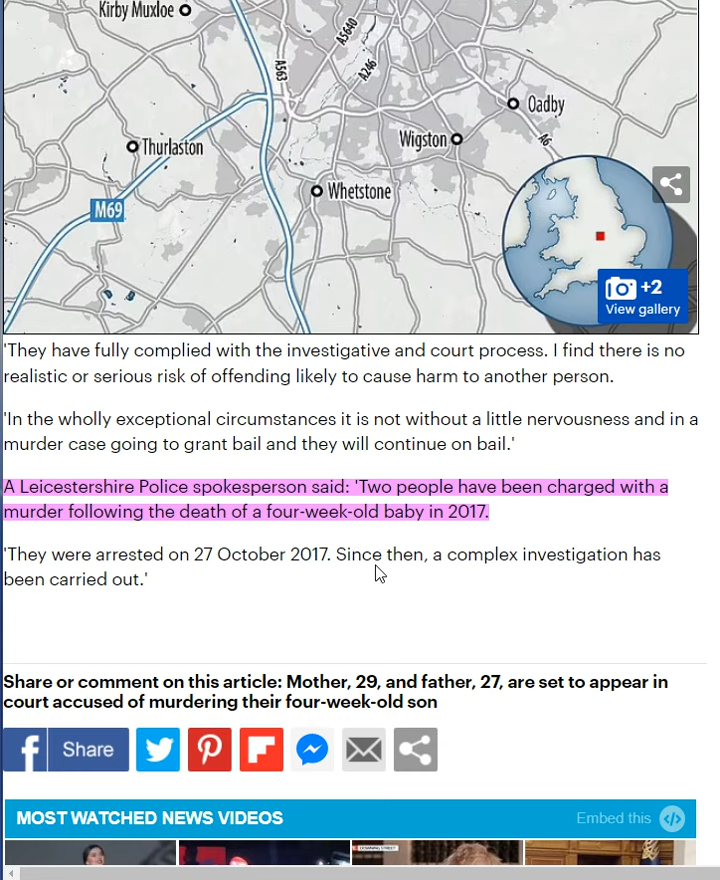 Kirby Muxloe
A5640
A563
A246
Oadby
Wigston
A6
Thurlaston
Whetstone
M69
+2
View gallery
'They have fully complied with the investigative and court process. I find there is no
realistic or serious risk of offending likely to cause harm to another person.
'In the wholly exceptional circumstances it is not without a little nervousness and in a
murder case going to grant bail and they will continue on bail.'
A Leicestershire Police spokesperson said: 'Two people have been charged with a
murder following the death of a four-week-old baby in 2017.
'They were arrested on 27 October 2017. Since then, a complex investigation has
been carried out.'
Share or comment on this article: Mother, 29, and father, 27, are set to appear in
court accused of murdering their four-week-old son
f Share
MOST WATCHED NEWS VIDEOS
Embed this </>
DOWNING STREET